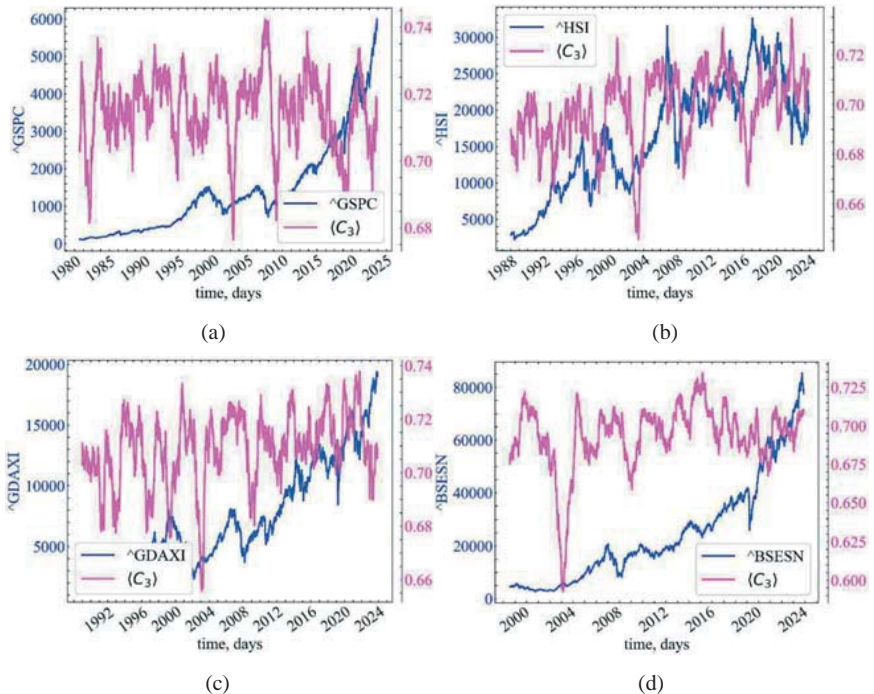 6000
5000
4000
3000
2000
1000
0
^GSPC
0.74
0.72
0.70
0.68
^GSPC
⟨C₃⟩
1980 1985 1990 1995 2000 2005 2010 2015 2020 2025
time, days
(a)
30000
25000
20000
15000
10000
5000
^HSI
0.72
0.70
0.68
0.66
^HSI
⟨C₃⟩
1988 1992 1996 2000 2004 2008 2012 2016 2020 2024
time, days
(b)
20000
15000
10000
5000
^GDAXI
0.74
0.72
0.70
0.68
0.66
^GDAXI
⟨C₃⟩
1992 1996 2000 2004 2008 2012 2016 2020 2024
time, days
(c)
80000
60000
40000
20000
0
^BSESN
0.725
0.700
0.675
0.650
0.625
0.600
^BSESN
⟨C₃⟩
2000 2004 2008 2012 2016 2020 2024
time, days
(d)